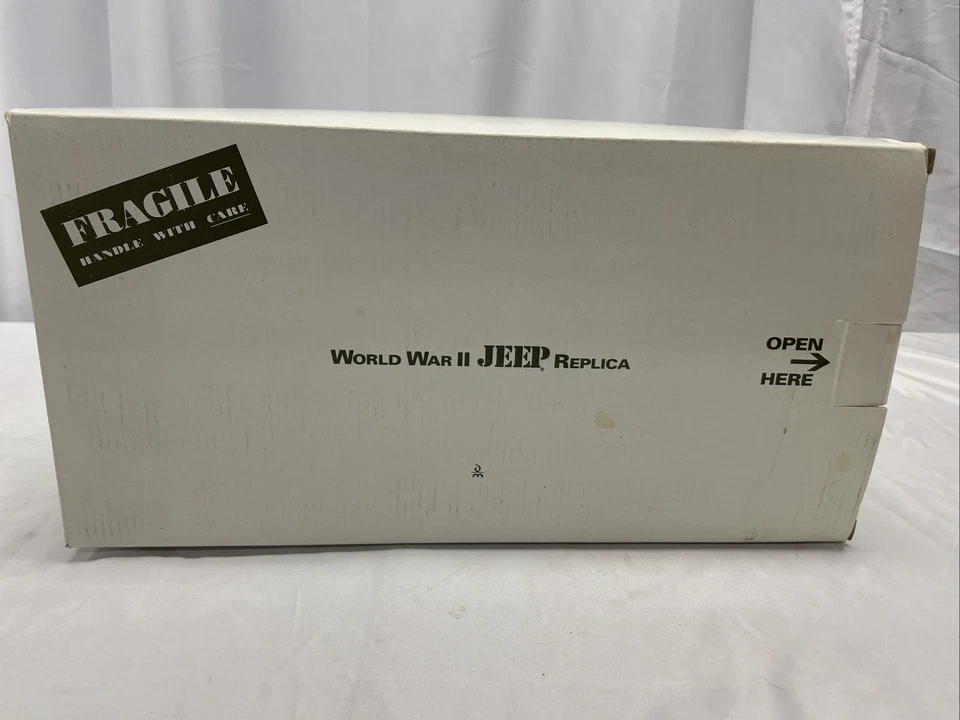 FRAGILE
HANDLE WITH CARE
WORLD WAR II JEEP® REPLICA
OPEN
HERE